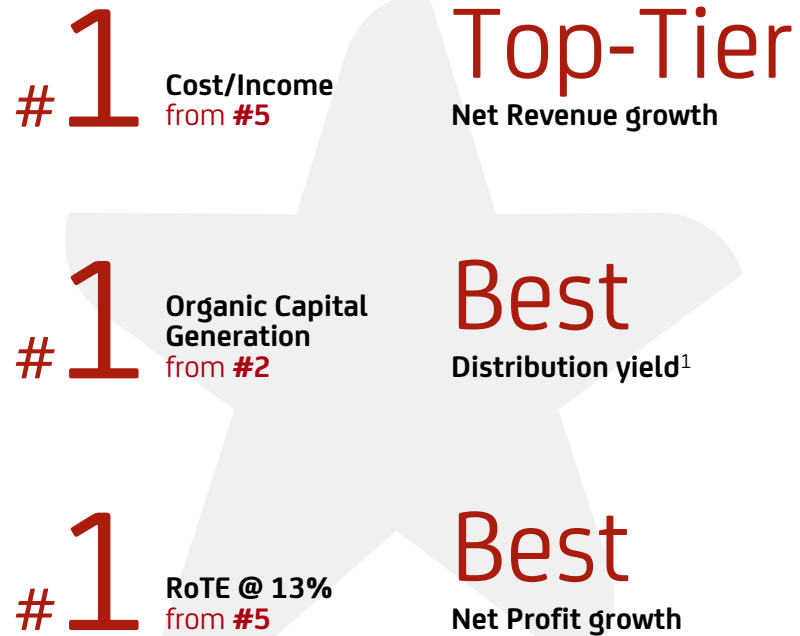 #1
Cost/Income
from #5
Top-Tier
Net Revenue growth
#1
Organic Capital
Generation
from #2
Best
Distribution yield¹
#1
RoTE @ 13%
from #5
Best
Net Profit growth